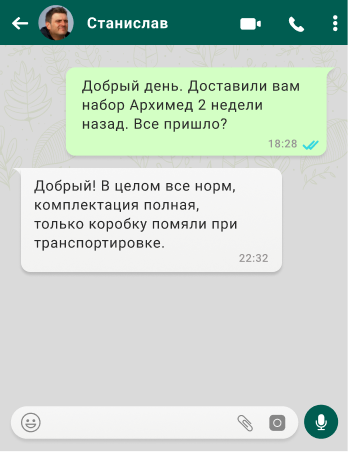 Станислав
Добрый день. Доставили вам
набор Архимед 2 недели
назад. Все пришло?
18:28
Добрый! В целом все норм,
комплектация полная,
только коробку помяли при
транспортировке.
22:32